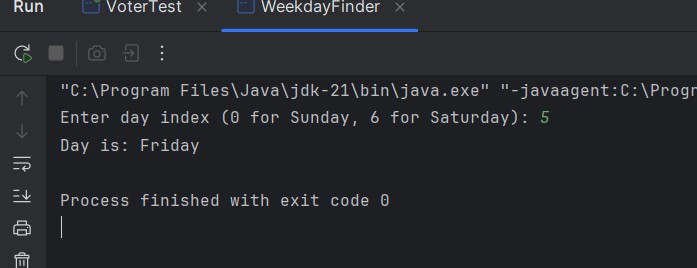 Run VoterTest WeekdayFinder
"C:\Program Files\Java\jdk-21\bin\java.exe" "-javaagent:C:\Progr
Enter day index (0 for Sunday, 6 for Saturday): 5
Day is: Friday
Process finished with exit code 0